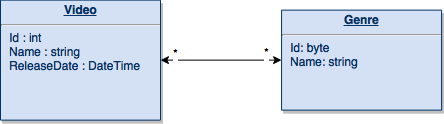 Video
Id : int
Name : string
ReleaseDate : DateTime
* *
Genre
Id: byte
Name: string